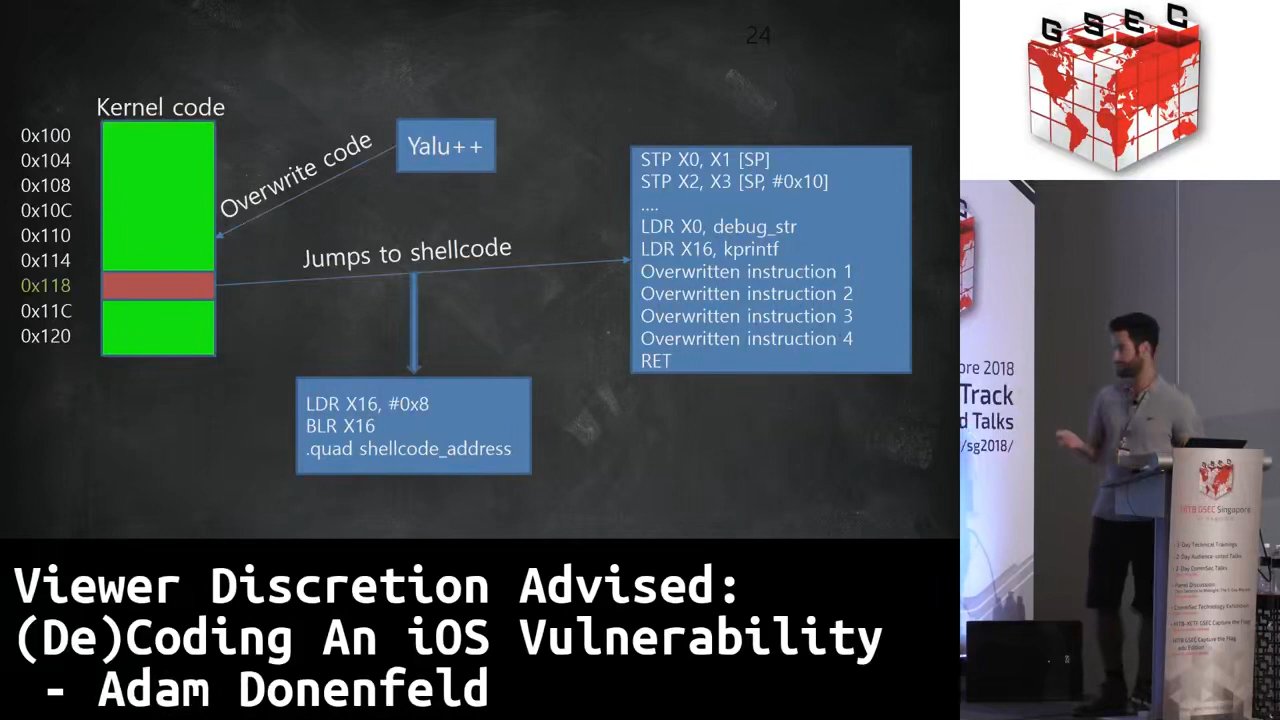 24
Kernel code
0x100
0x104
0x108
0x10C
0x110
0x114
0x118
0x11C
0x120
Overwrite code
Yalu++
Jumps to shellcode
STP X0, X1 [SP]
STP X2, X3 [SP, #0x10]
....
LDR X0, debug_str
LDR X16, kprintf
Overwritten instruction 1
Overwritten instruction 2
Overwritten instruction 3
Overwritten instruction 4
RET
LDR X16, #0x8
BLR X16
.quad shellcode_address
GSEC
ore 2018
Track
d Talks
/sg2018/
HITB GSEC Singapore
Viewer Discretion Advised:
(De)Coding An iOS Vulnerability
- Adam Donenfeld